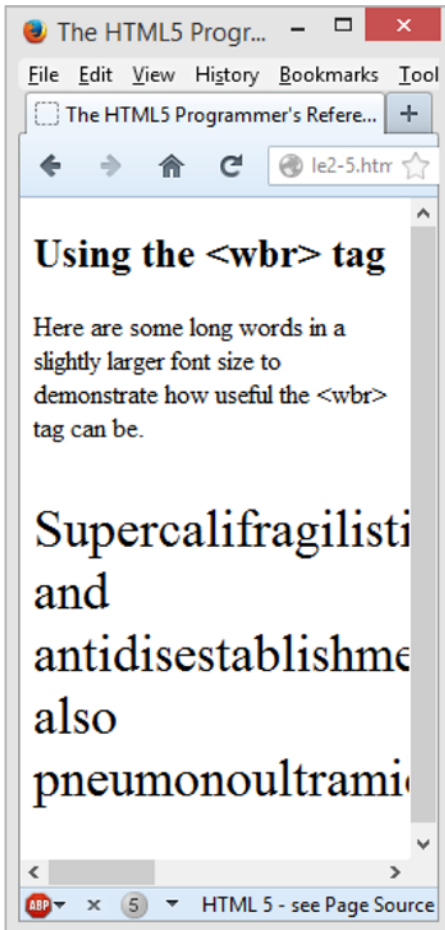 The HTML5 Progr...
File Edit View History Bookmarks Tool
The HTML5 Programmer's Refere...
le2-5.htm
Using the <wbr> tag
Here are some long words in a
slightly larger font size to
demonstrate how useful the <wbr>
tag can be.
Supercalifragilisti
and
antidisestablishme
also
pneumonoultrami
ABP 5 HTML 5 - see Page Source